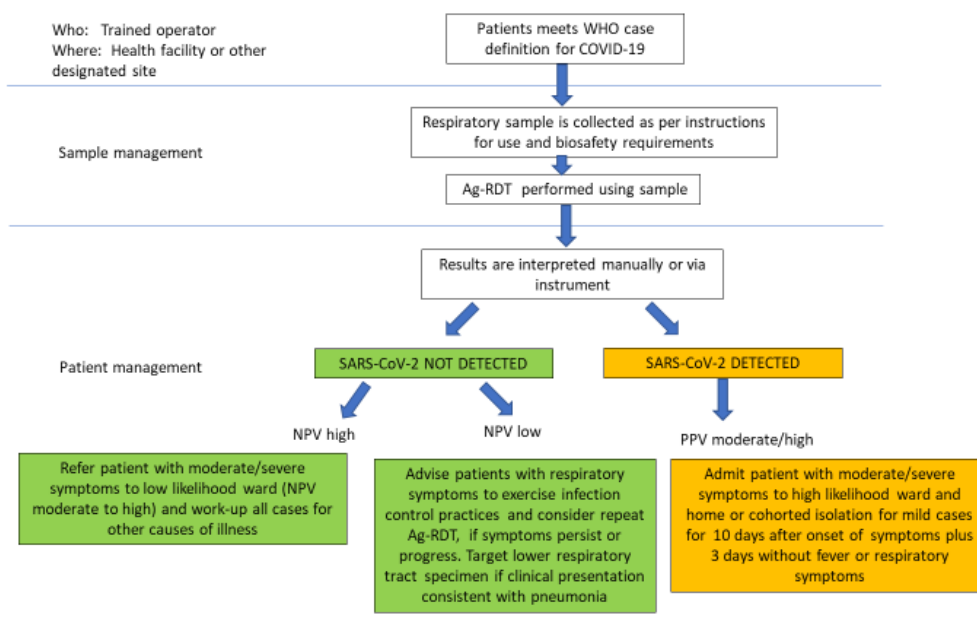 Who: Trained operator
Where: Health facility or other
designated site
Patients meets WHO case
definition for COVID-19
Sample management
Respiratory sample is collected as per instructions
for use and biosafety requirements
Ag-RDT performed using sample
Results are interpreted manually or via
instrument
Patient management
SARS-CoV-2 NOT DETECTED
SARS-CoV-2 DETECTED
NPV high
NPV low
PPV moderate/high
Refer patient with moderate/severe
symptoms to low likelihood ward (NPV
moderate to high) and work-up all cases for
other causes of illness
Advise patients with respiratory
symptoms to exercise infection
control practices and consider repeat
Ag-RDT, if symptoms persist or
progress. Target lower respiratory
tract specimen if clinical presentation
consistent with pneumonia
Admit patient with moderate/severe
symptoms to high likelihood ward and
home or cohorted isolation for mild cases
for 10 days after onset of symptoms plus
3 days without fever or respiratory
symptoms